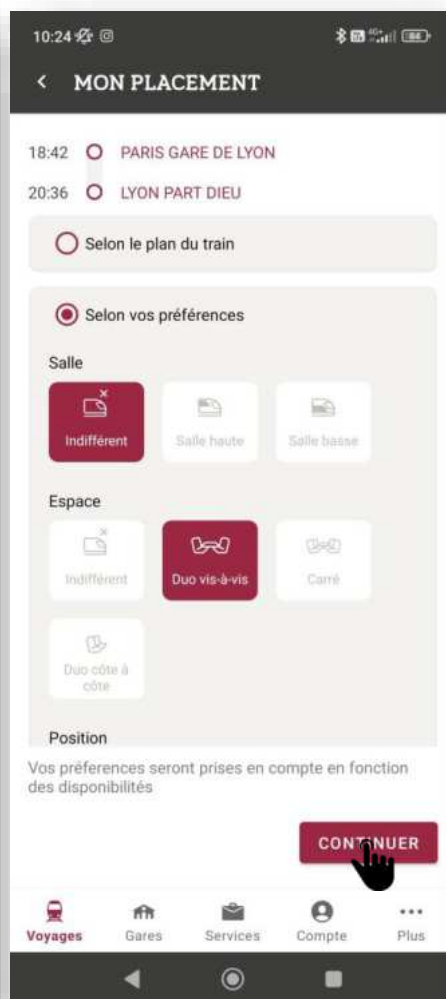 10:24
4G+
84
MON PLACEMENT
18:42 PARIS GARE DE LYON
20:36 LYON PART DIEU
Selon le plan du train
Selon vos préférences
Salle
Indifférent Salle haute Salle basse
Espace
Indifférent Duo vis-à-vis Carré
Duo côte à
côte
Position
Vos préferences seront prises en compte en fonction
des disponibilités
CONTINUER
Voyages Gares Services Compte Plus